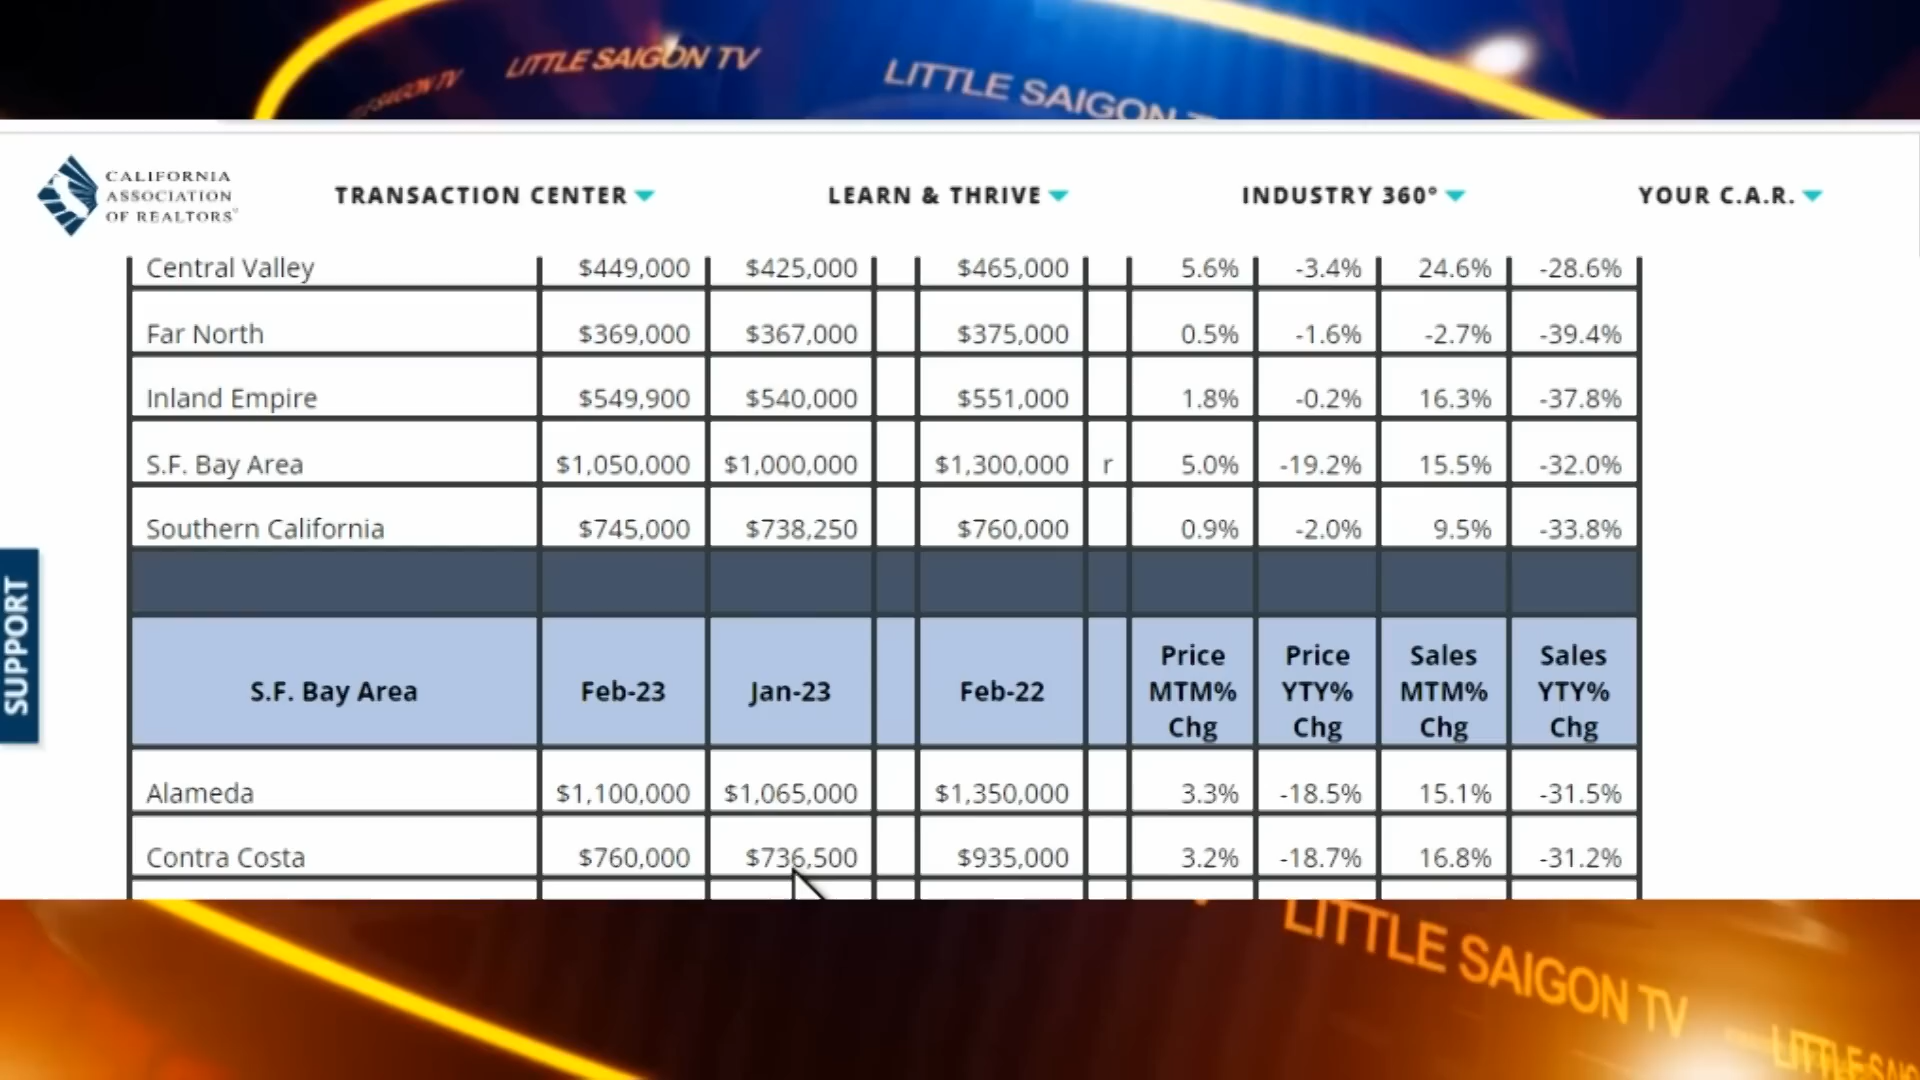 LITTLE SAIGON TV
LITTLE SAIGON
CALIFORNIA
ASSOCIATION
OF REALTORS
TRANSACTION CENTER
LEARN & THRIVE
INDUSTRY 360°
YOUR C.A.R.
Central Valley $449,000 $425,000 $465,000 5.6% -3.4% 24.6% -28.6%
Far North $369,000 $367,000 $375,000 0.5% -1.6% -2.7% -39.4%
Inland Empire $549,900 $540,000 $551,000 1.8% -0.2% 16.3% -37.8%
S.F. Bay Area $1,050,000 $1,000,000 $1,300,000 r 5.0% -19.2% 15.5% -32.0%
Southern California $745,000 $738,250 $760,000 0.9% -2.0% 9.5% -33.8%
SUPPORT
S.F. Bay Area Feb-23 Jan-23 Feb-22 Price MTM% Chg Price YTY% Chg Sales MTM% Chg Sales YTY% Chg
Alameda $1,100,000 $1,065,000 $1,350,000 3.3% -18.5% 15.1% -31.5%
Contra Costa $760,000 $736,500 $935,000 3.2% -18.7% 16.8% -31.2%
LITTLE SAIGON TV
LITTLE